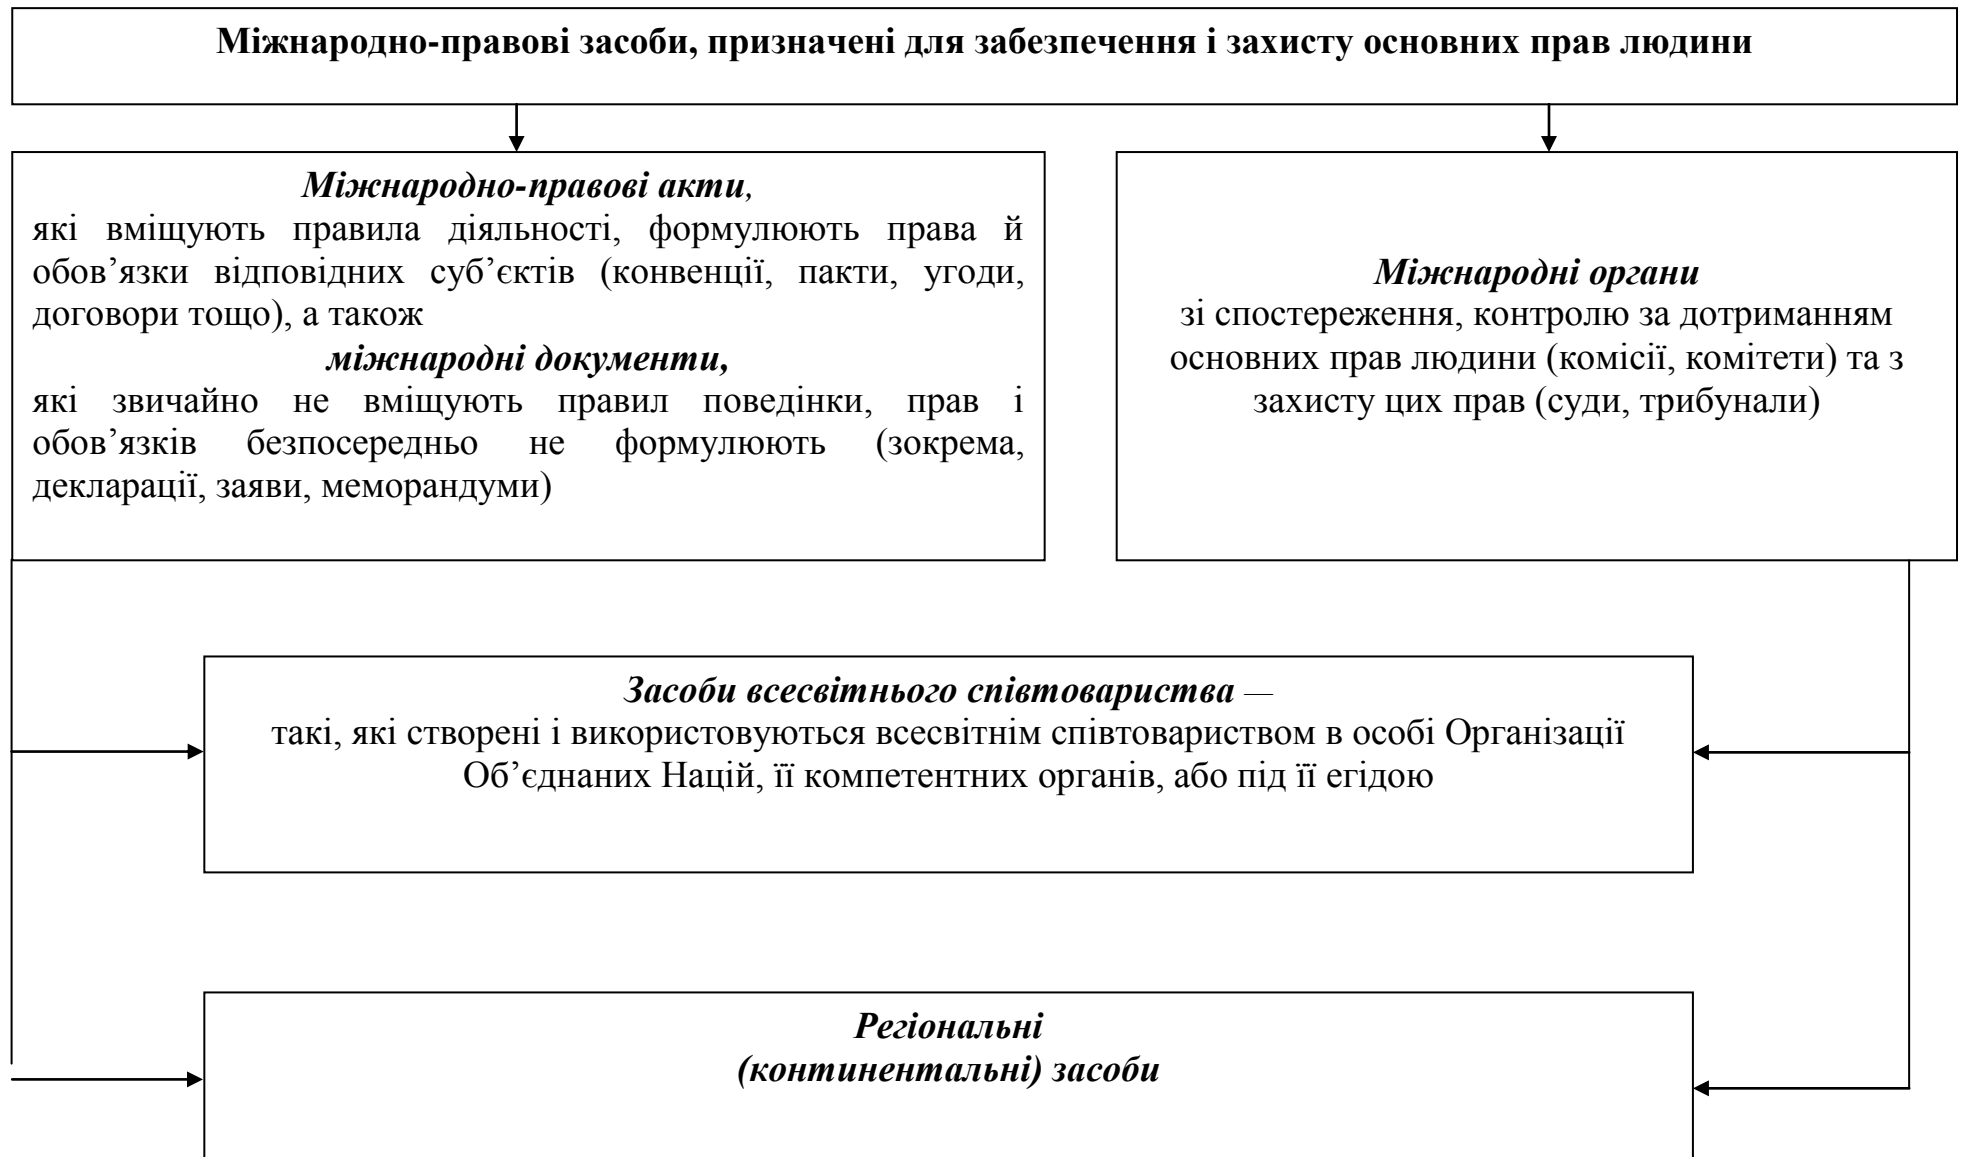 Міжнародно-правові засоби, призначені для забезпечення і захисту основних прав людини
Міжнародно-правові акти,
які вміщують правила діяльності, формулюють права й
обов’язки відповідних суб’єктів (конвенції, пакти, угоди,
договори тощо), а також
міжнародні документи,
які звичайно не вміщують правил поведінки, прав і
обов’язків безпосередньо не формулюють (зокрема,
декларації, заяви, меморандуми)
Міжнародні органи
зі спостереження, контролю за дотриманням
основних прав людини (комісії, комітети) та з
захисту цих прав (суди, трибунали)
Засоби всесвітнього співтовариства —
такі, які створені і використовуються всесвітнім співтовариством в особі Організації
Об’єднаних Націй, її компетентних органів, або під її егідою
Регіональні
(континентальні) засоби